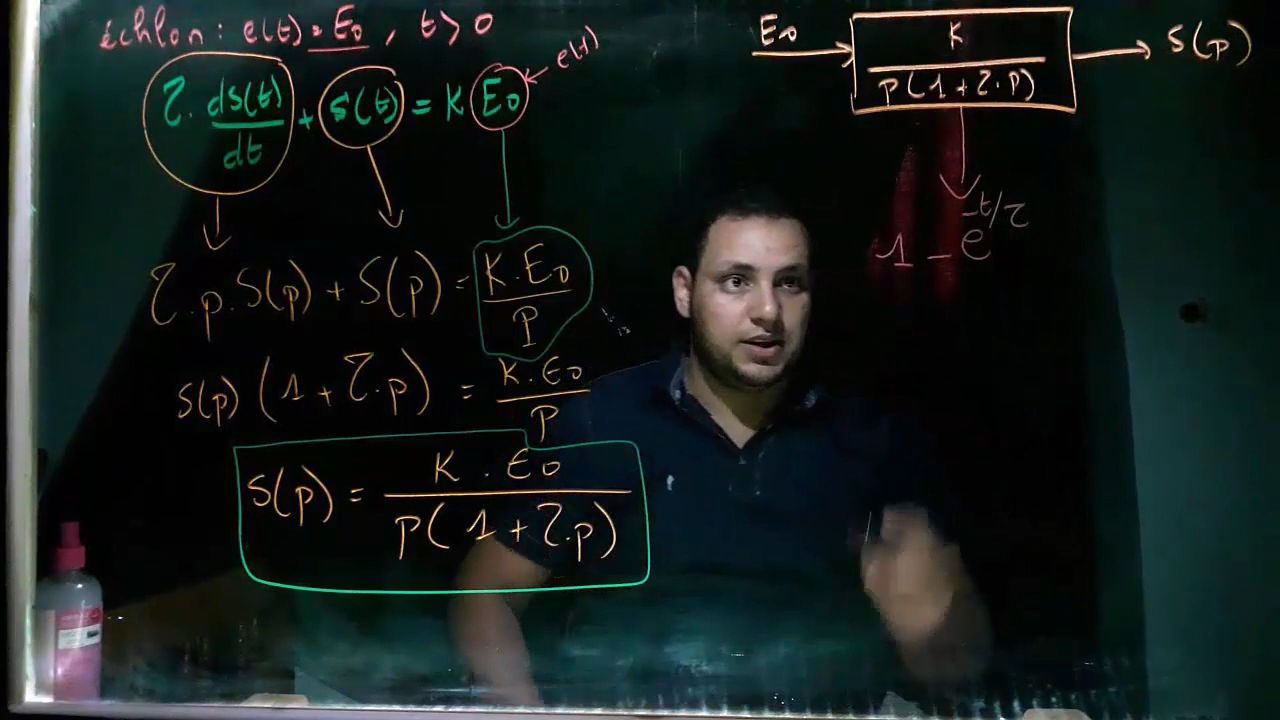 échlon : e(t) = E₀ , t > 0
τ. dS(t)/dt + s(t) = K E₀
e(t)
τ.p.S(p) + S(p) = K.E₀/P
s(p) (1 + τ.p) = K.E₀/P
S(p) = K . E₀/P(1 + τ.p)
E₀
K/P(1+τ.P)
S(p)
1 - e^-t/τ